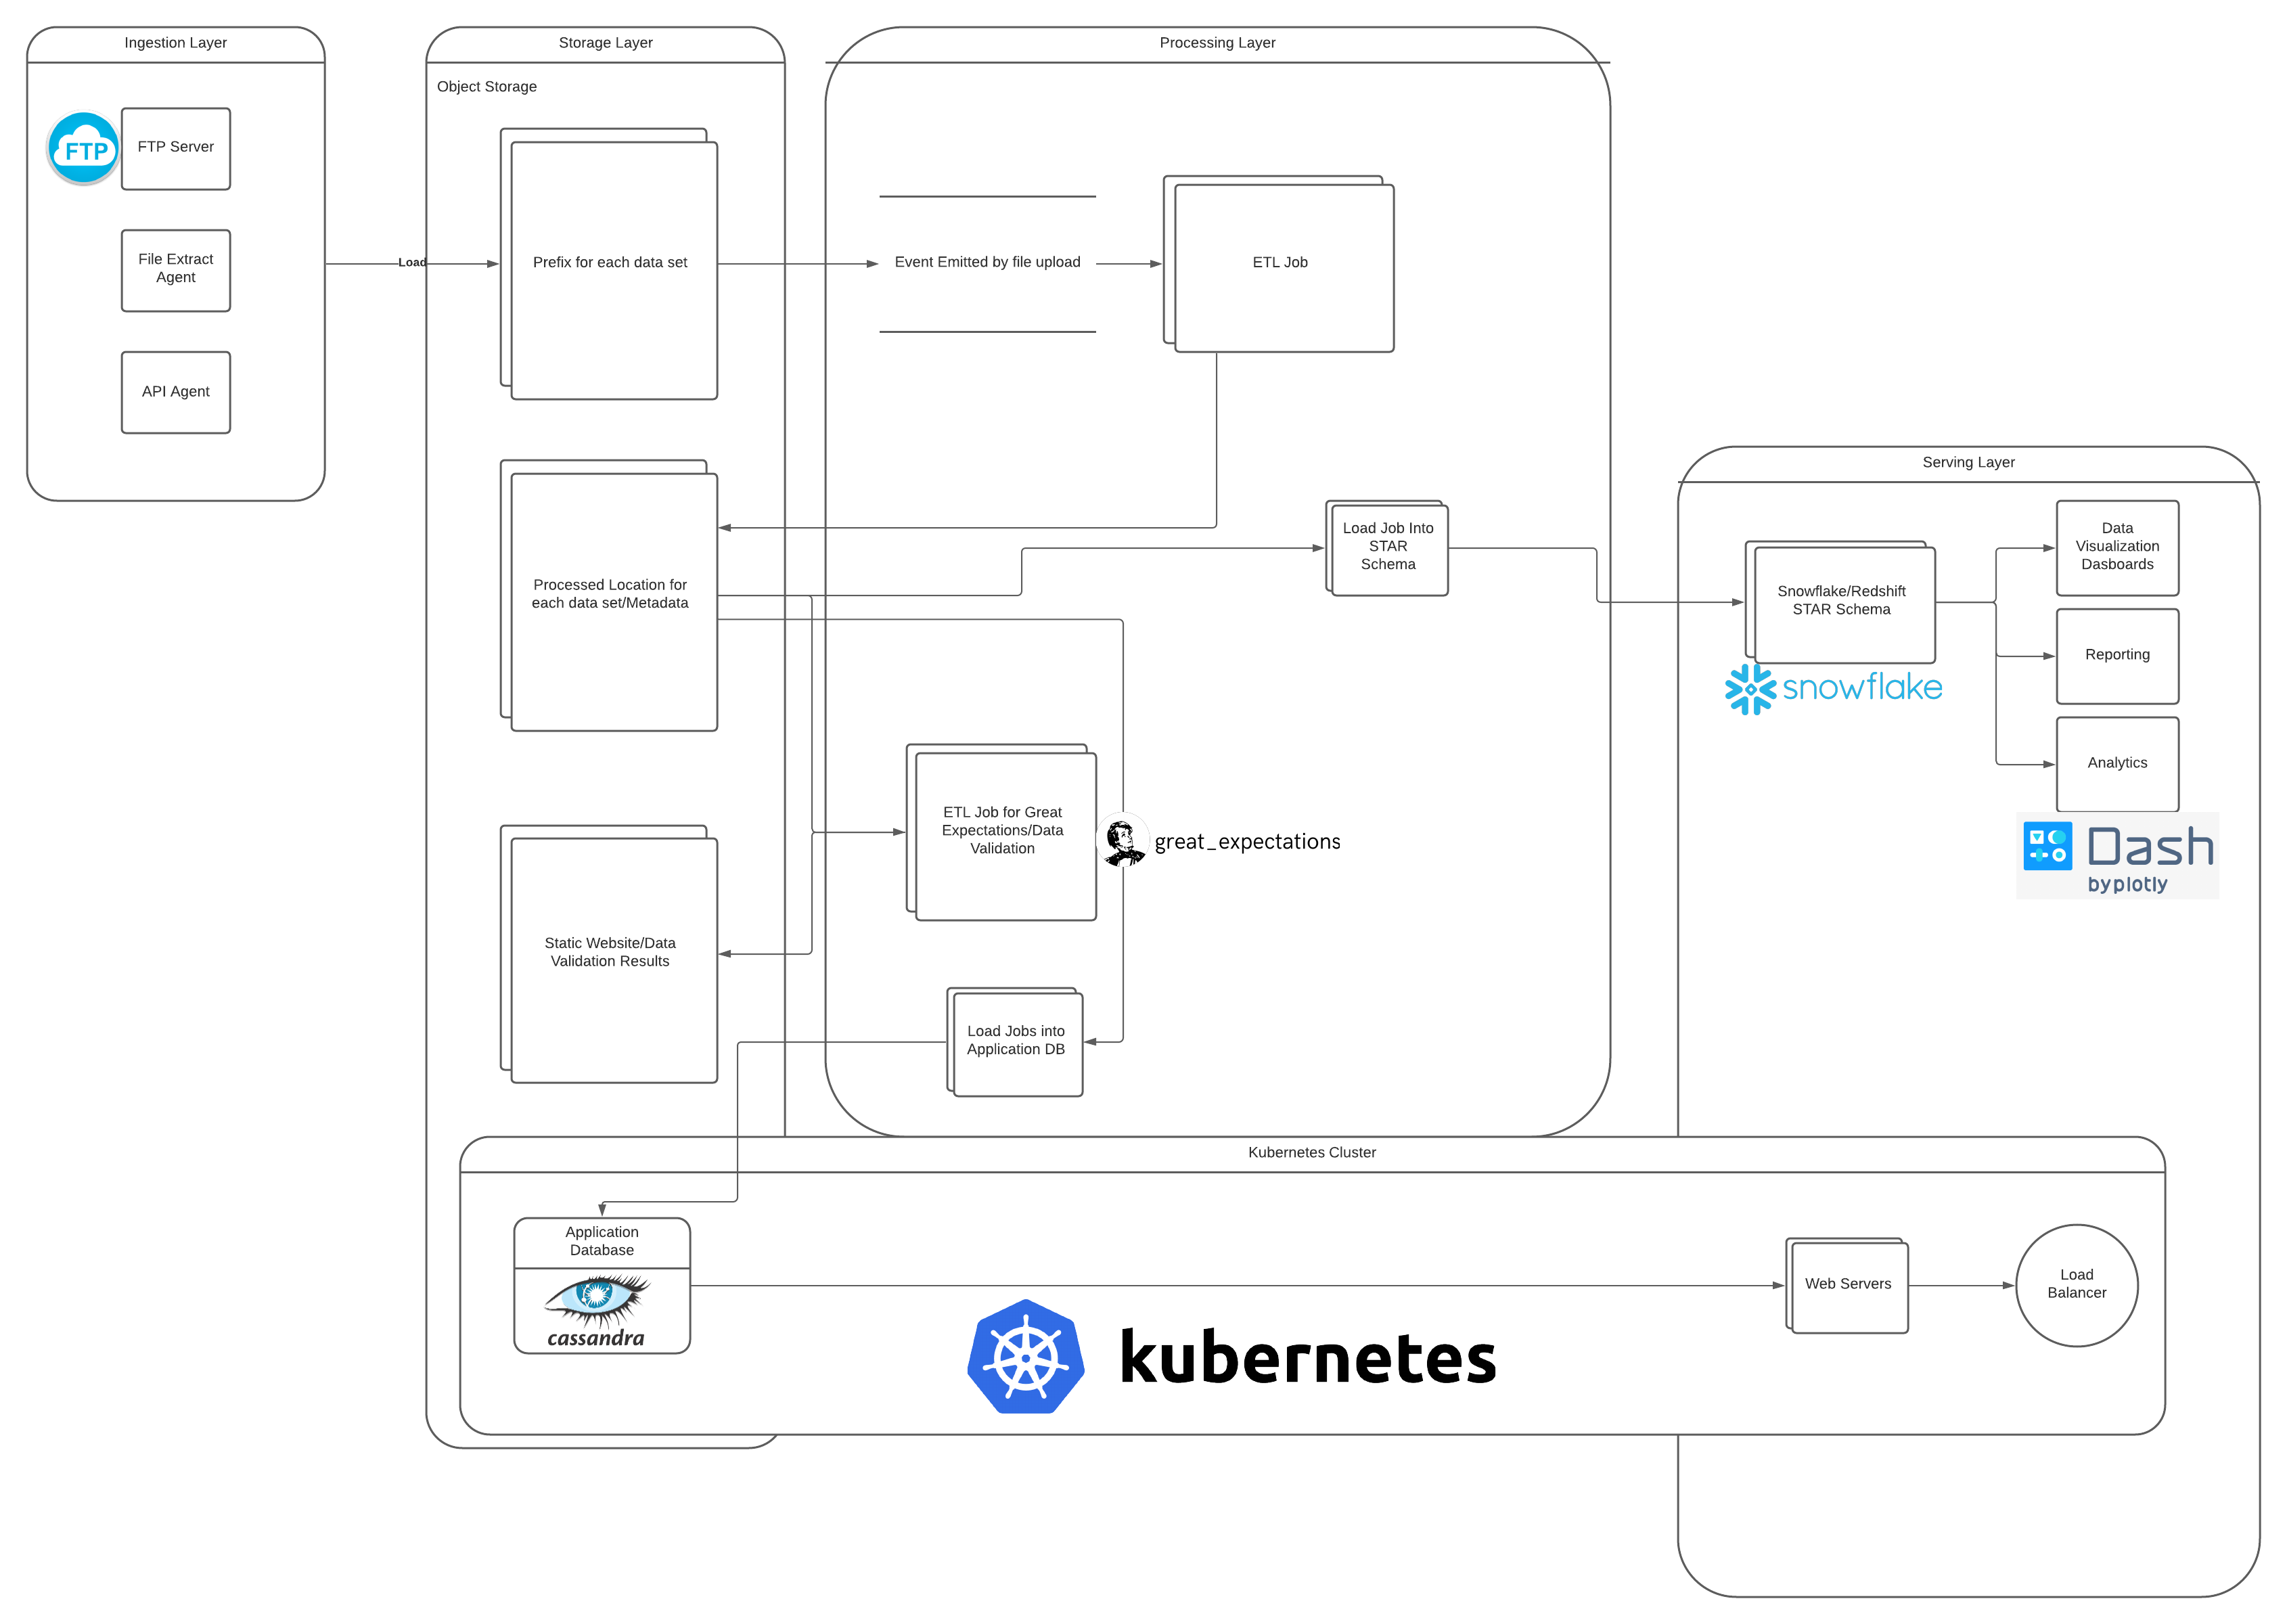 Ingestion Layer
FTP
FTP Server
File Extract
Agent
API Agent
Load
Storage Layer
Object Storage
Prefix for each data set
Processed Location for
each data set/Metadata
Static Website/Data
Validation Results
Processing Layer
Event Emitted by file upload
ETL Job
Load Job Into
STAR
Schema
ETL Job for Great
Expectations/Data
Validation
great_expectations
Load Jobs into
Application DB
Serving Layer
Snowflake/Redshift
STAR Schema
snowflake
Data
Visualization
Dasboards
Reporting
Analytics
Dash
byplotly
Kubernetes Cluster
Application
Database
cassandra
kubernetes
Web Servers
Load
Balancer